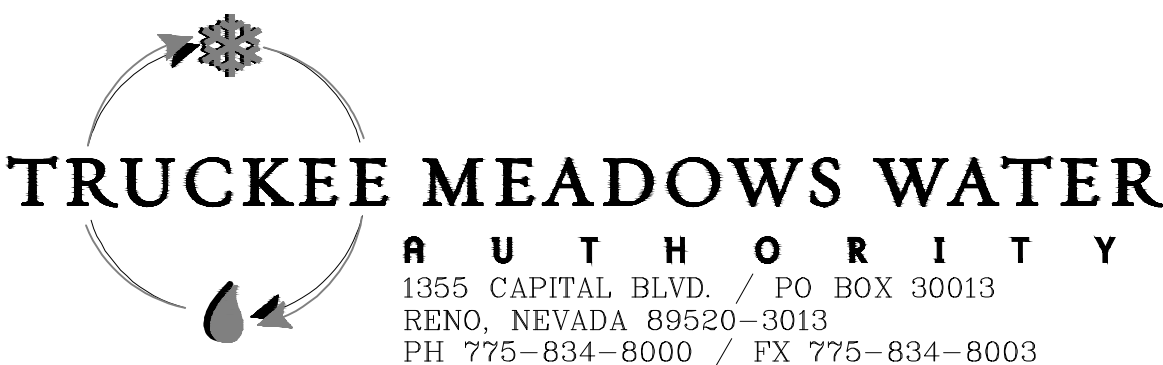 TRUCKEE MEADOWS WATER
AUTHORITY
1355 CAPITAL BLVD. / PO BOX 30013
RENO, NEVADA 89520-3013
PH 775-834-8000 / FX 775-834-8003